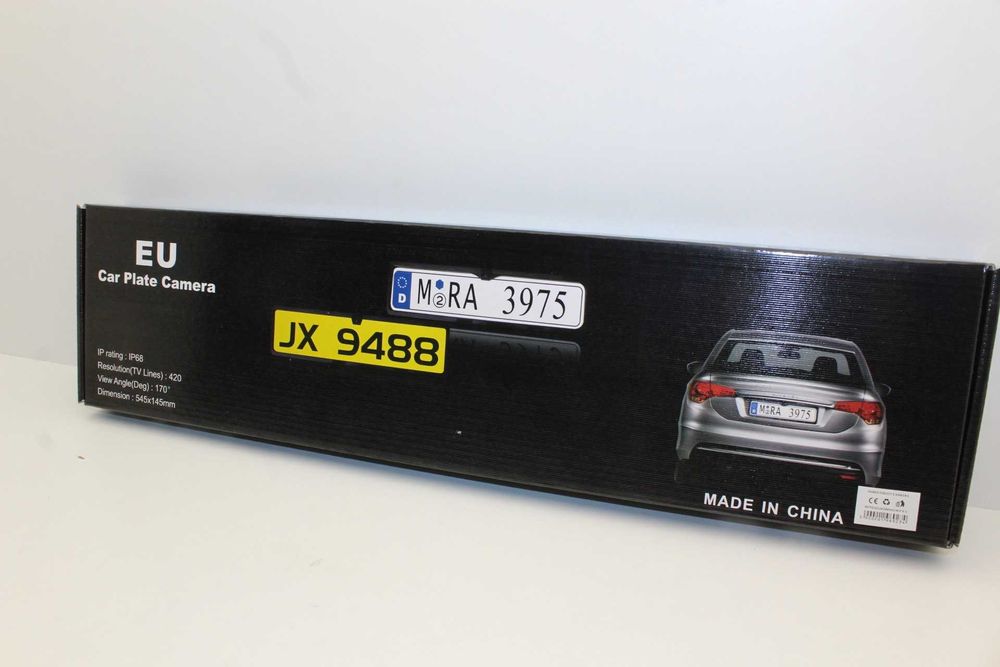 EU
Car Plate Camera
D M 2 RA 3975
JX 9488
IP rating : IP68
Resolution(TV Lines) : 420
View Angle(Deg) : 170°
Dimension : 545x145mm
M RA 3975
MADE IN CHINA
CE